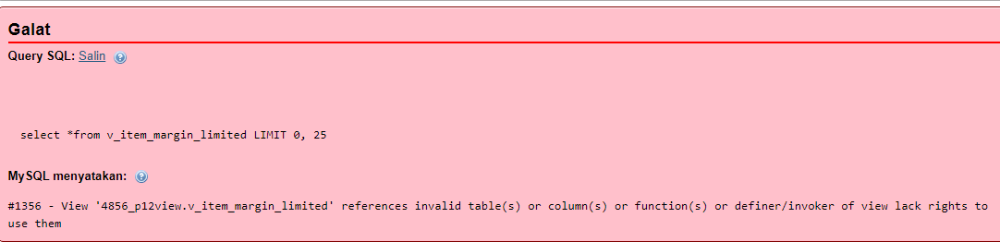 Galat
Query SQL: Salin
select *from v_item_margin_limited LIMIT 0, 25
MySQL menyatakan:
#1356 - View '4856_p12view.v_item_margin_limited' references invalid table(s) or column(s) or function(s) or definer/invoker of view lack rights to
use them